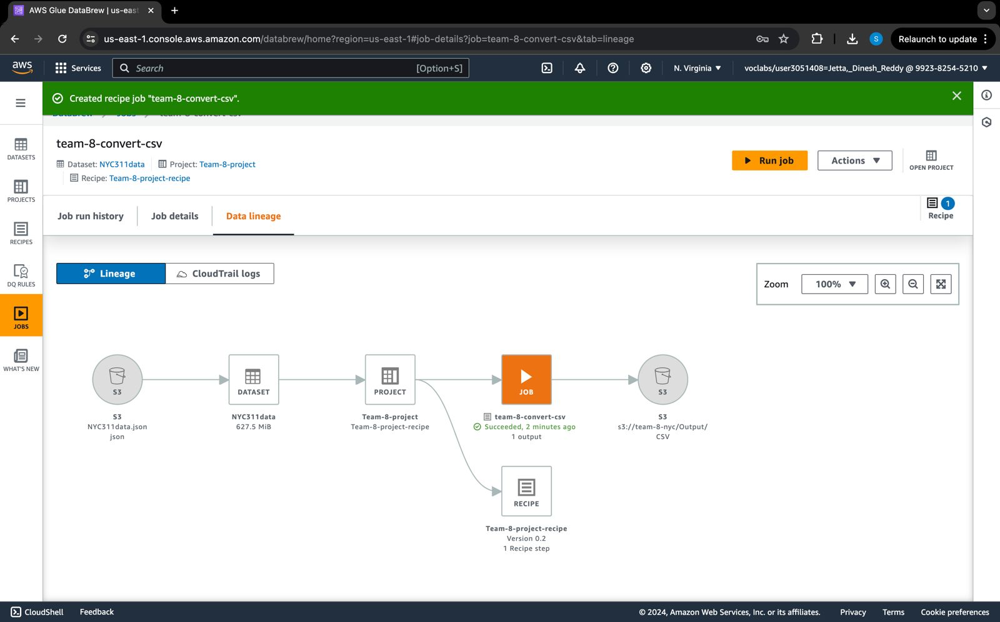 AWS Glue DataBrew | us-east
us-east-1.console.aws.amazon.com/databrew/home?region=us-east-1#job-details?job=team-8-convert-csv&tab=lineage
S
Relaunch to update
aws
Services
Search
[Option+S]
N. Virginia
voclabs/user3051408=Jetta,_Dinesh_Reddy @ 9923-8254-5210
Created recipe job "team-8-convert-csv".
DataBrew
Jobs
team-8-convert-csv
team-8-convert-csv
Dataset: NYC311data
Project: Team-8-project
Recipe: Team-8-project-recipe
Run job
Actions
OPEN PROJECT
DATASETS
PROJECTS
RECIPES
DQ RULES
JOBS
WHAT'S NEW
Job run history
Job details
Data lineage
1
Recipe
Lineage
CloudTrail logs
Zoom
100%
S3
DATASET
PROJECT
JOB
S3
S3
NYC311data.json
json
NYC311data
627.5 MiB
Team-8-project
Team-8-project-recipe
team-8-convert-csv
Succeeded, 2 minutes ago
1 output
S3
s3://team-8-nyc/Output/
CSV
RECIPE
Team-8-project-recipe
Version 0.2
1 Recipe step
CloudShell
Feedback
© 2024, Amazon Web Services, Inc. or its affiliates.
Privacy
Terms
Cookie preferences